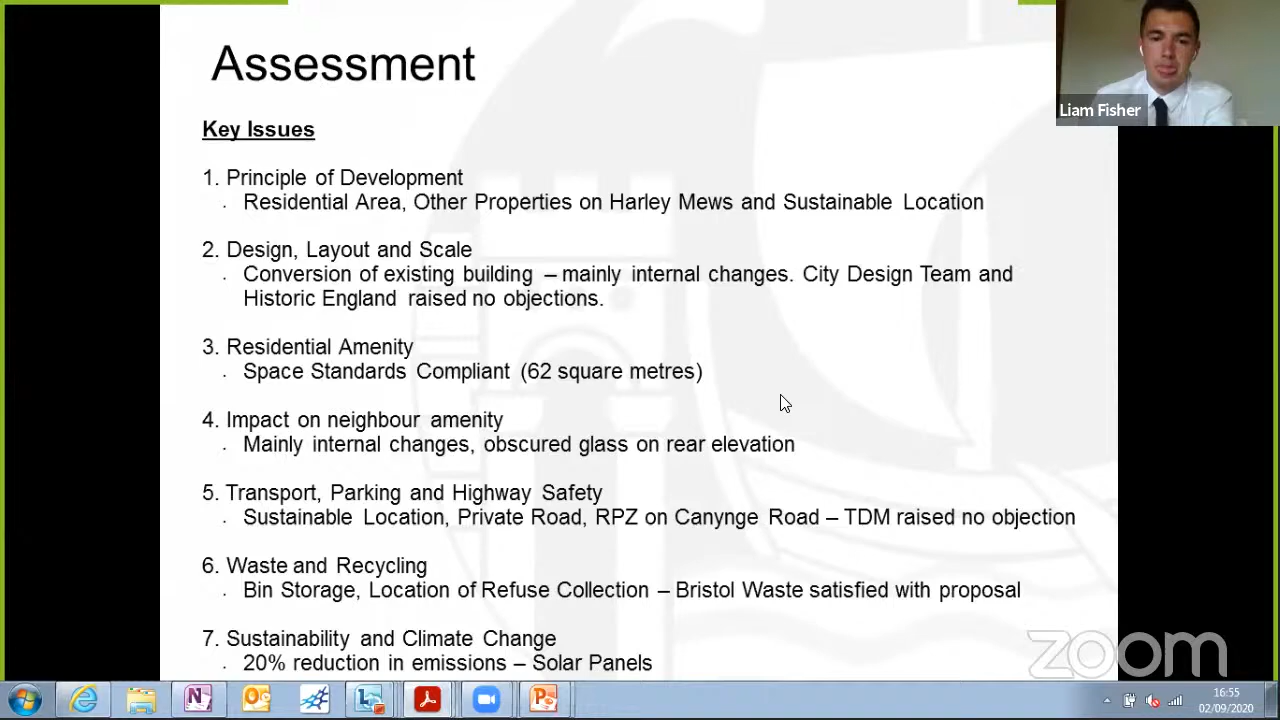 Assessment
Liam Fisher
Key Issues
1. Principle of Development
· Residential Area, Other Properties on Harley Mews and Sustainable Location
2. Design, Layout and Scale
· Conversion of existing building – mainly internal changes. City Design Team and
Historic England raised no objections.
3. Residential Amenity
· Space Standards Compliant (62 square metres)
4. Impact on neighbour amenity
· Mainly internal changes, obscured glass on rear elevation
5. Transport, Parking and Highway Safety
· Sustainable Location, Private Road, RPZ on Canynge Road – TDM raised no objection
6. Waste and Recycling
· Bin Storage, Location of Refuse Collection – Bristol Waste satisfied with proposal
7. Sustainability and Climate Change
· 20% reduction in emissions – Solar Panels
zoom
16:55
02/09/2020